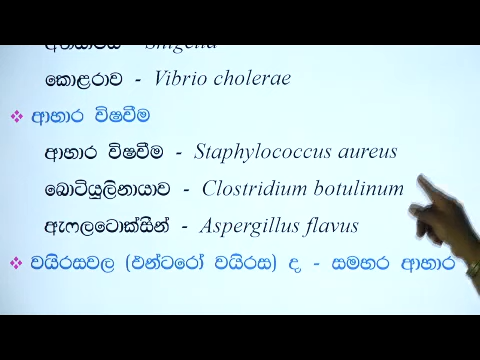 Shigella
කොළරාව - Vibrio cholerae
❖ ආහාර විෂවීම
ආහාර විෂවීම - Staphylococcus aureus
බොටියුලිනායාව - Clostridium botulinum
ඇෆලටොක්සීන් - Aspergillus flavus
❖ වයිරසවල (එන්ටරෝ වයිරස) ද - සමහර ආහාර